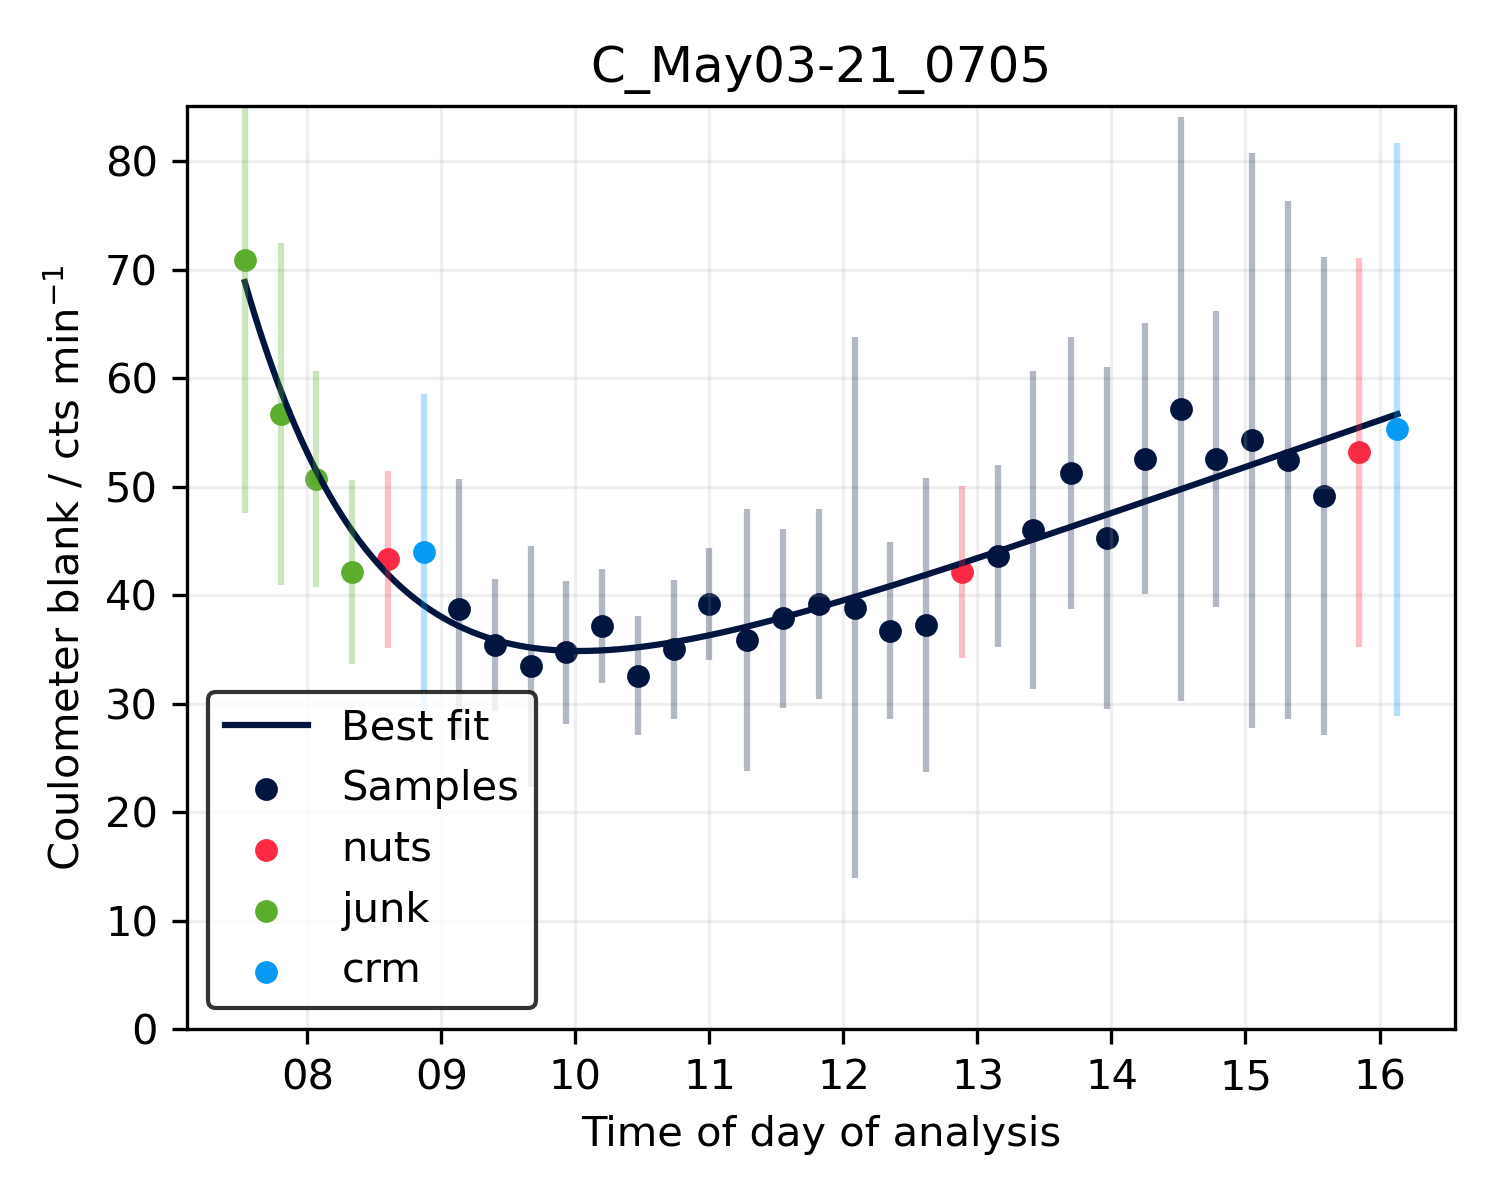 C_May03-21_0705
Coulometer blank / cts min⁻¹
80
70
60
50
40
30
20
10
0
Best fit
Samples
nuts
junk
crm
08 09 10 11 12 13 14 15 16
Time of day of analysis